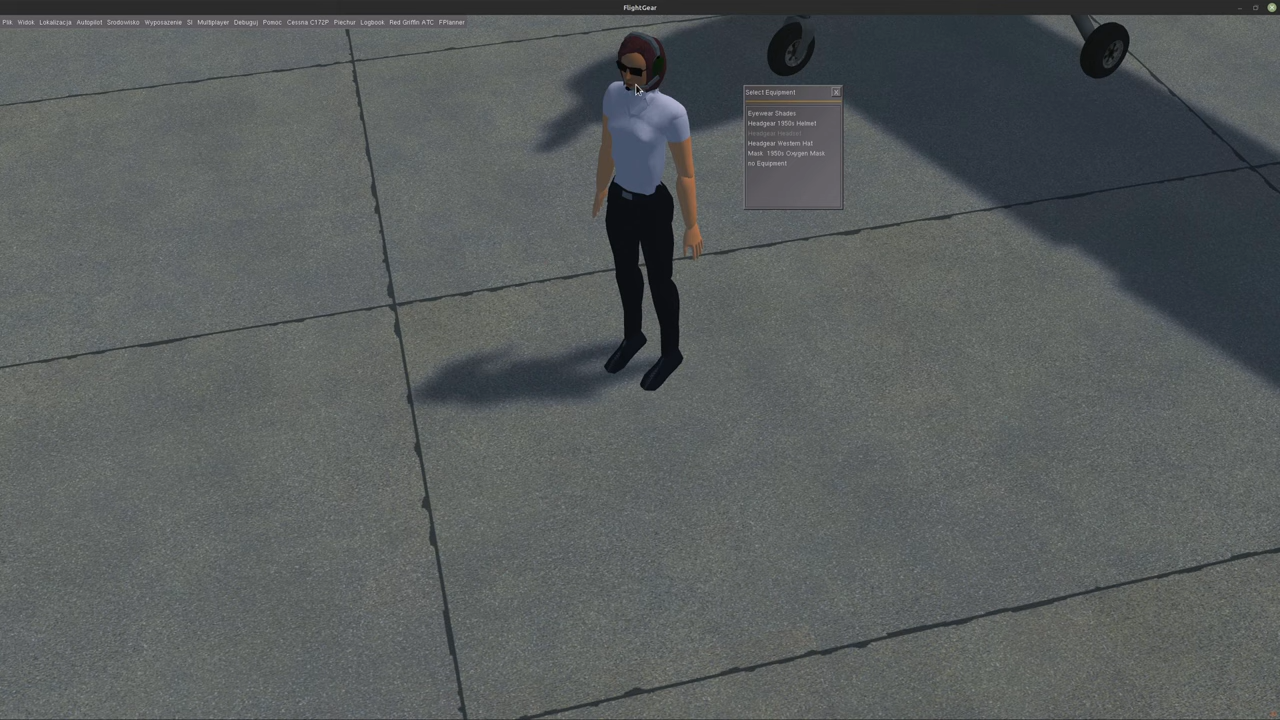 FlightGear
Plik Widok Lokalizacja Autopilot Środowisko Wyposażenie SI Multiplayer Debuguj Pomoc Cessna C172P Piechur Logbook Red Griffin ATC FPlanner
Select Equipment
Eyewear Shades
Headgear 1950s Helmet
Headgear Headset
Headgear Western Hat
Mask 1950s Oxygen Mask
no Equipment